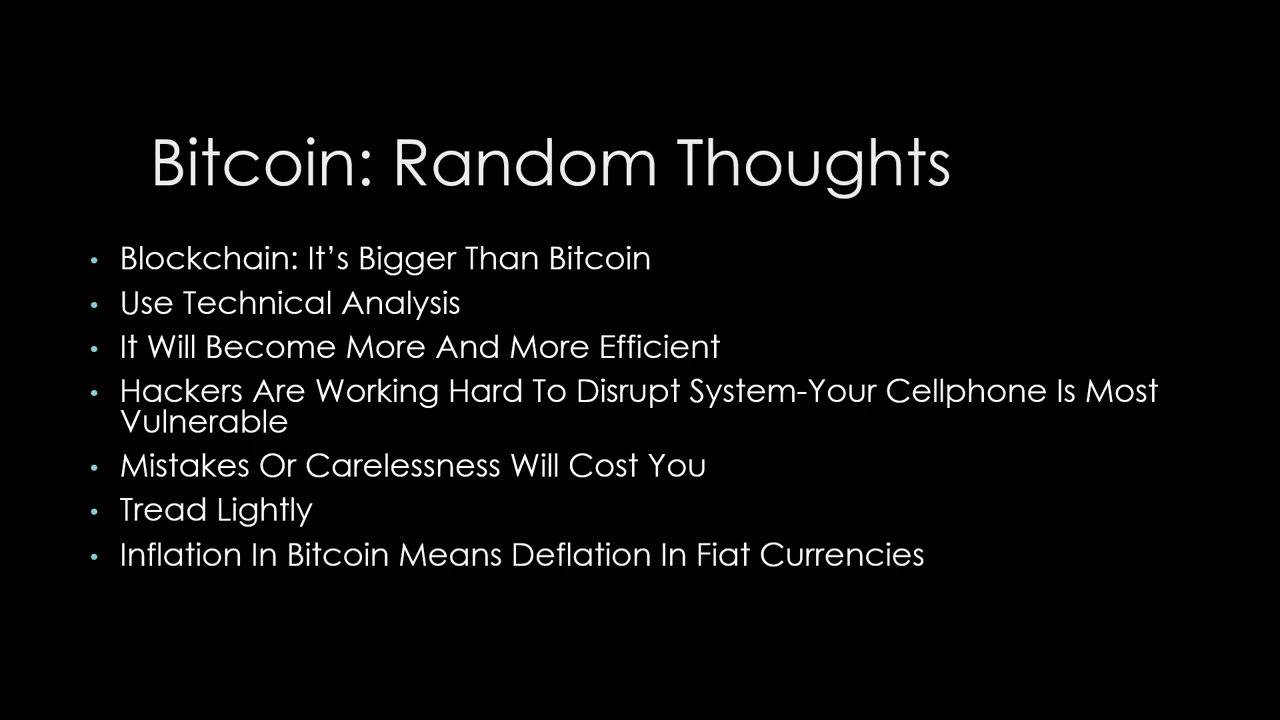 Bitcoin: Random Thoughts
• Blockchain: It’s Bigger Than Bitcoin
• Use Technical Analysis
• It Will Become More And More Efficient
• Hackers Are Working Hard To Disrupt System-Your Cellphone Is Most
Vulnerable
• Mistakes Or Carelessness Will Cost You
• Tread Lightly
• Inflation In Bitcoin Means Deflation In Fiat Currencies